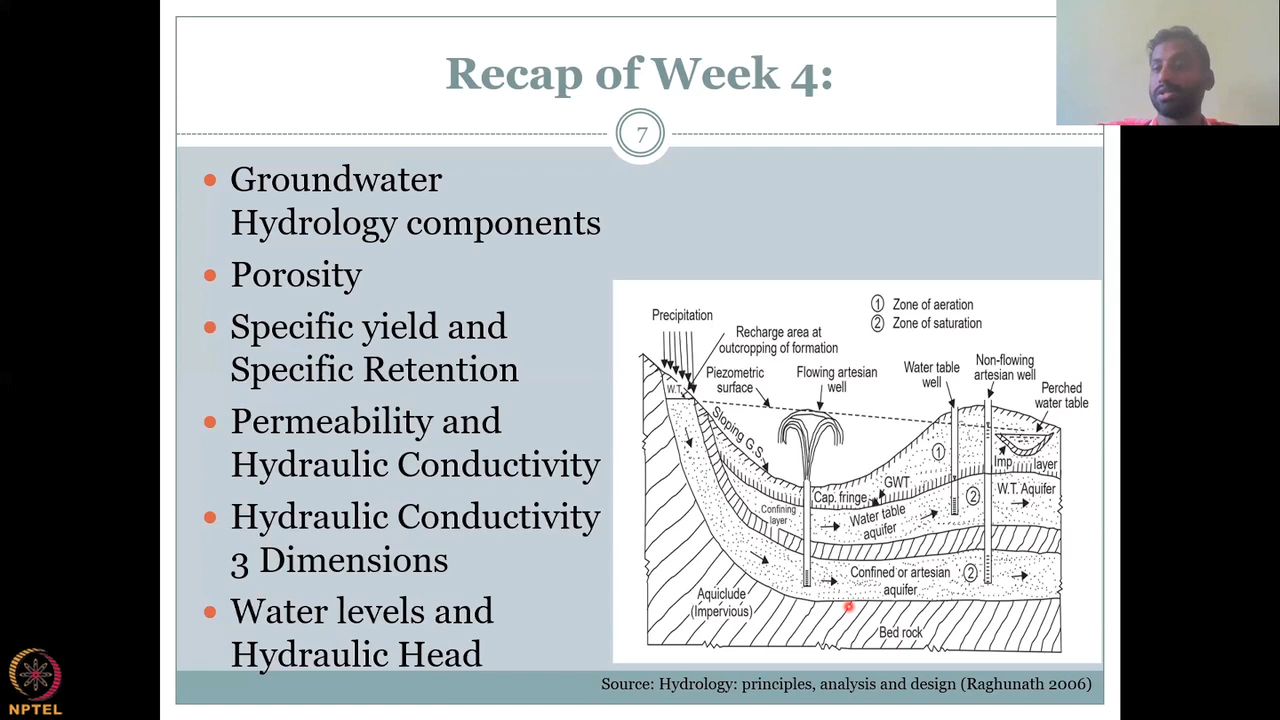 Recap of Week 4:
7
Groundwater
Hydrology components
Porosity
Specific yield and
Specific Retention
Permeability and
Hydraulic Conductivity
Hydraulic Conductivity
3 Dimensions
Water levels and
Hydraulic Head
Precipitation
Recharge area at
outcropping of formation
1 Zone of aeration
2 Zone of saturation
Piezometric
surface
Flowing artesian
well
Water table
well
Non-flowing
artesian well
Perched
water table
W.T.
Sloping G.S.
1
Imp. layer
Cap. fringe
GWT
2
W.T. Aquifer
Confining
layer
Water table
aquifer
Confined or artesian
aquifer
2
Aquiclude
(Impervious)
Bed rock
Source: Hydrology: principles, analysis and design (Raghunath 2006)
NPTEL